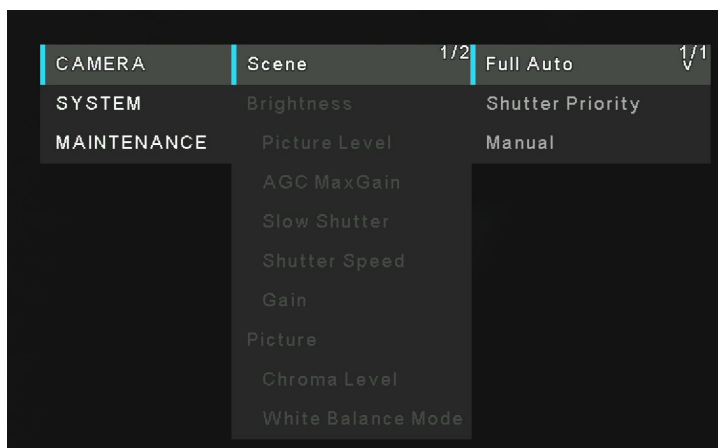 CAMERA
SYSTEM
MAINTENANCE
Scene 1/2
Brightness
Picture Level
AGC MaxGain
Slow Shutter
Shutter Speed
Gain
Picture
Chroma Level
White Balance Mode
Full Auto 1/1
Shutter Priority
Manual